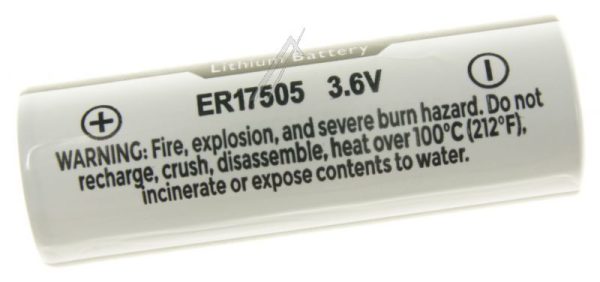 Lithium Battery
ER17505 3.6V
WARNING: Fire, explosion, and severe burn hazard. Do not
recharge, crush, disassemble, heat over 100°C (212°F),
incinerate or expose contents to water.